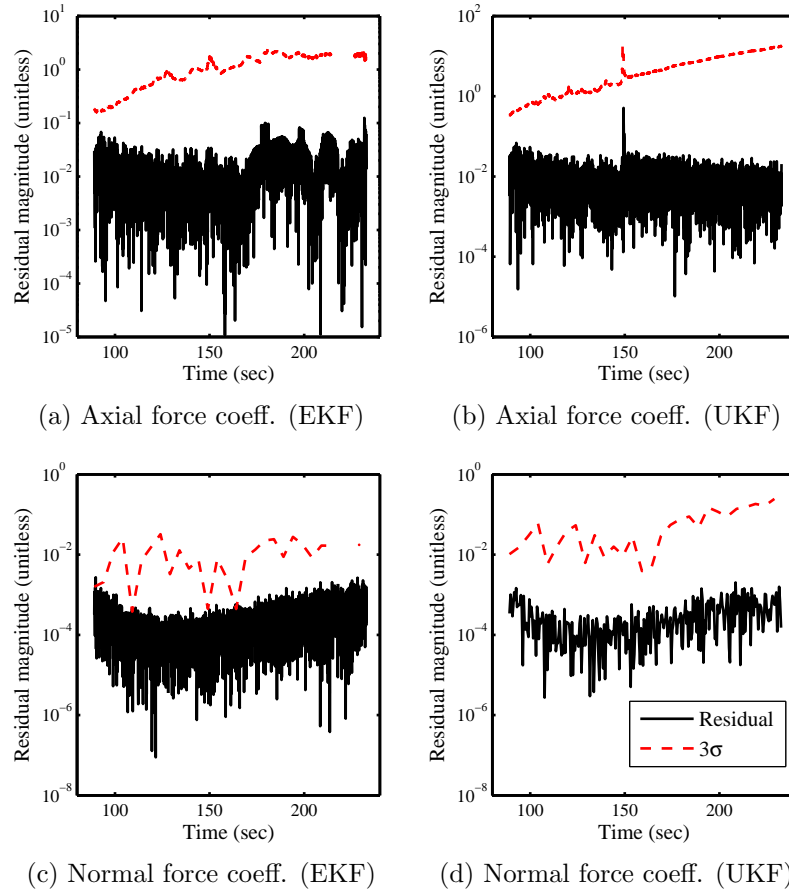 10^1
10^0
10^-1
10^-2
10^-3
10^-4
10^-5
Residual magnitude (unitless)
100 150 200
Time (sec)
(a) Axial force coeff. (EKF)
10^2
10^0
10^-2
10^-4
10^-6
Residual magnitude (unitless)
100 150 200
Time (sec)
(b) Axial force coeff. (UKF)
10^0
10^-2
10^-4
10^-6
10^-8
Residual magnitude (unitless)
100 150 200
Time (sec)
(c) Normal force coeff. (EKF)
10^0
10^-2
10^-4
10^-6
10^-8
Residual magnitude (unitless)
Residual
3σ
100 150 200
Time (sec)
(d) Normal force coeff. (UKF)